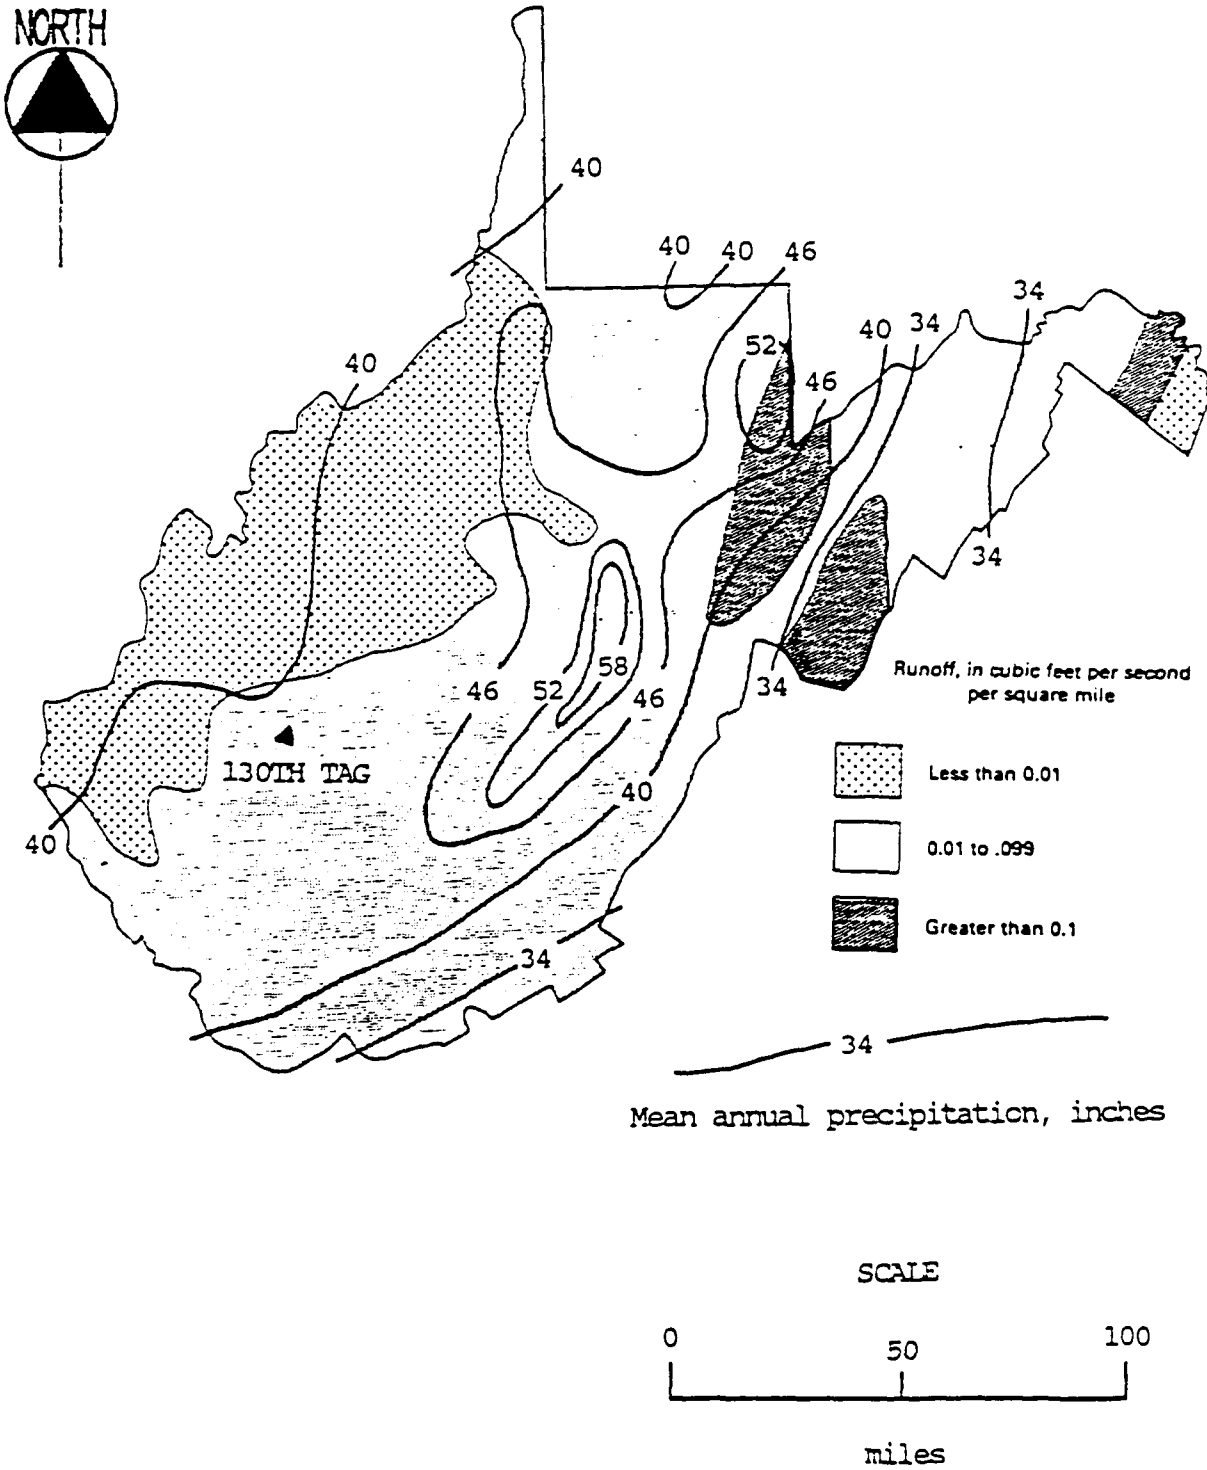 NORTH
40
40
40
46
34
40
34
52
46
40
34
58
46
52
46
34
130TH TAG
40
40
34
Runoff, in cubic feet per second
per square mile
Less than 0.01
0.01 to .099
Greater than 0.1
34
Mean annual precipitation, inches
SCALE
0
50
100
miles